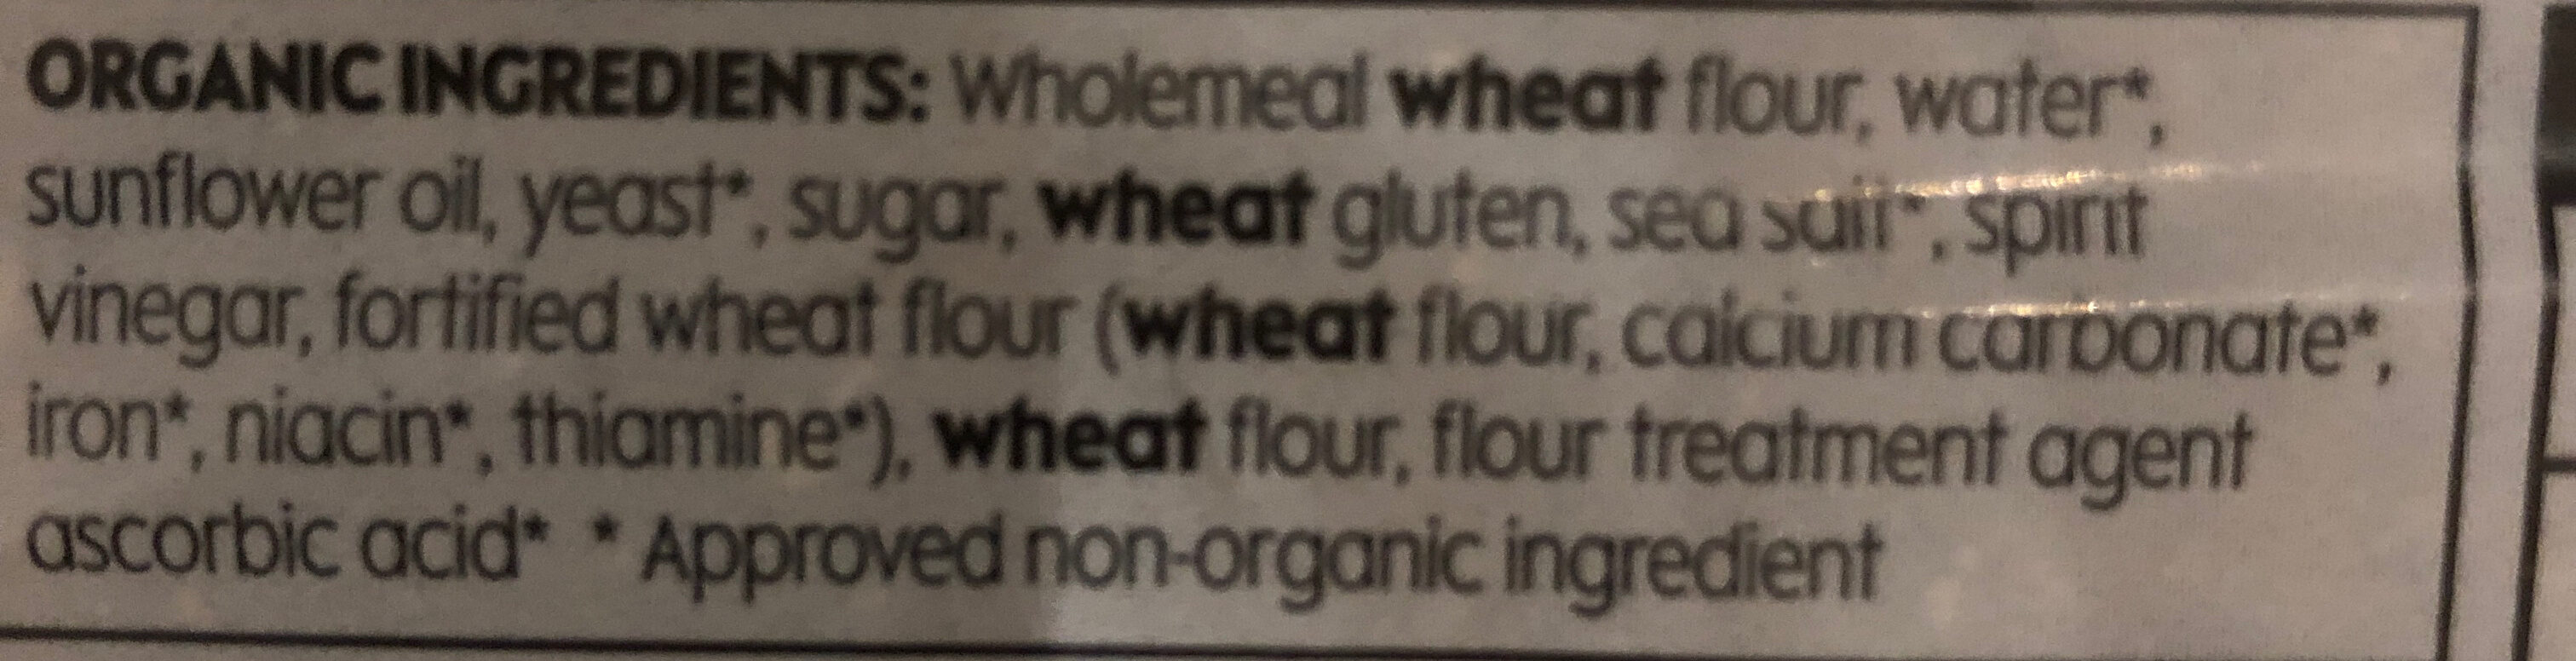 ORGANIC INGREDIENTS: Wholemeal wheat flour, water*,
sunflower oil, yeast*, sugar, wheat gluten, sea salt*, spirit
vinegar, fortified wheat flour (wheat flour, calcium carbonate*,
iron*, niacin*, thiamine*), wheat flour, flour treatment agent
ascorbic acid* * Approved non-organic ingredient